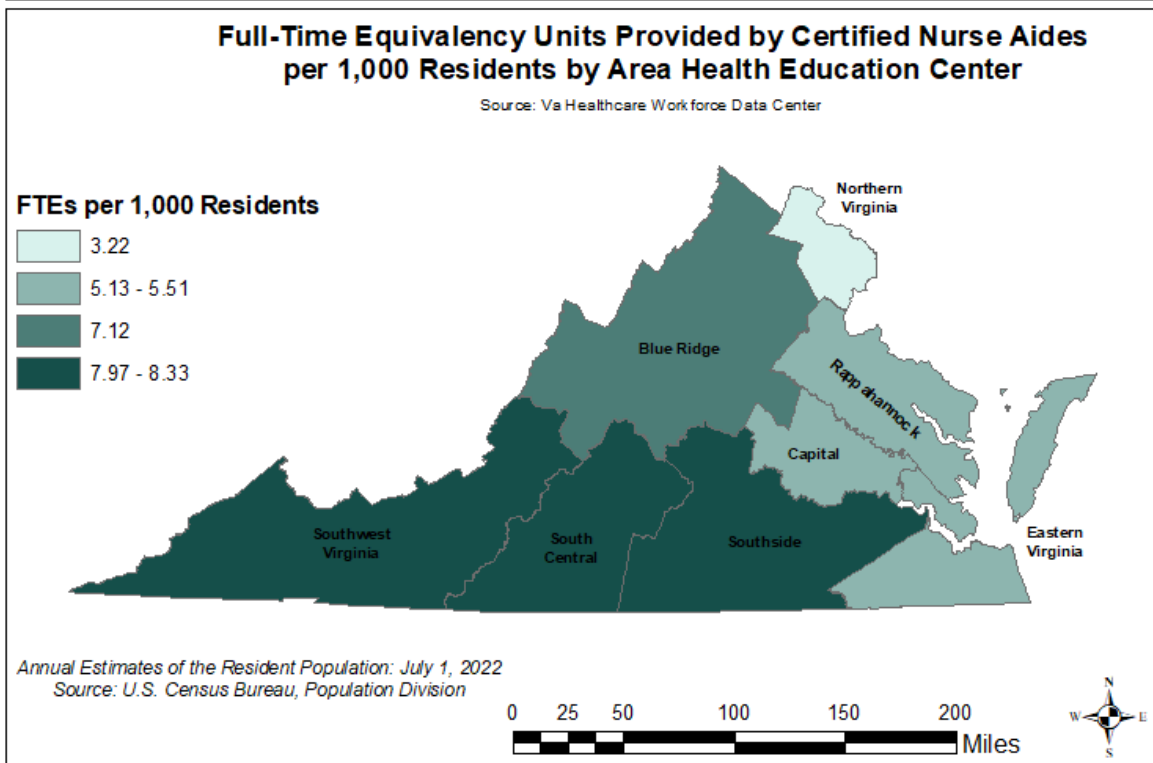 Full-Time Equivalency Units Provided by Certified Nurse Aides
per 1,000 Residents by Area Health Education Center
Source: Va Healthcare Workforce Data Center
FTEs per 1,000 Residents
3.22
5.13 - 5.51
7.12
7.97 - 8.33
Northern
Virginia
Blue Ridge
Rappahannock
Capital
Southwest
Virginia
South
Central
Southside
Eastern
Virginia
Annual Estimates of the Resident Population: July 1, 2022
Source: U.S. Census Bureau, Population Division
0 25 50 100 150 200
Miles
N
W E
S